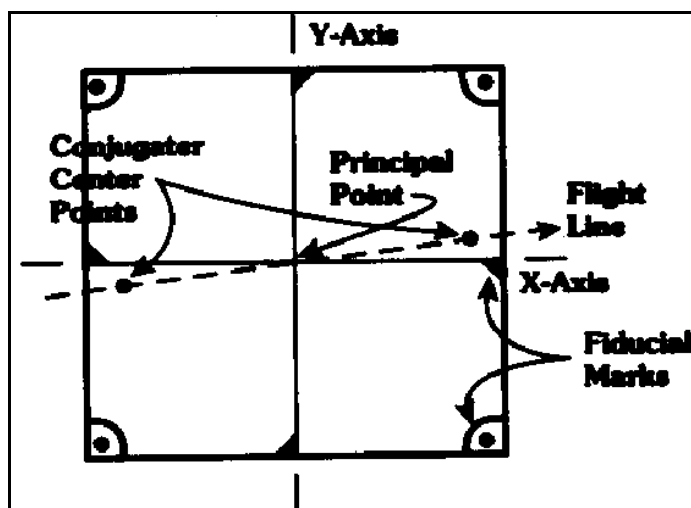 Y-Axis
Conjugater
Center
Points
Principal
Point
Flight
Line
X-Axis
Fiducial
Marks